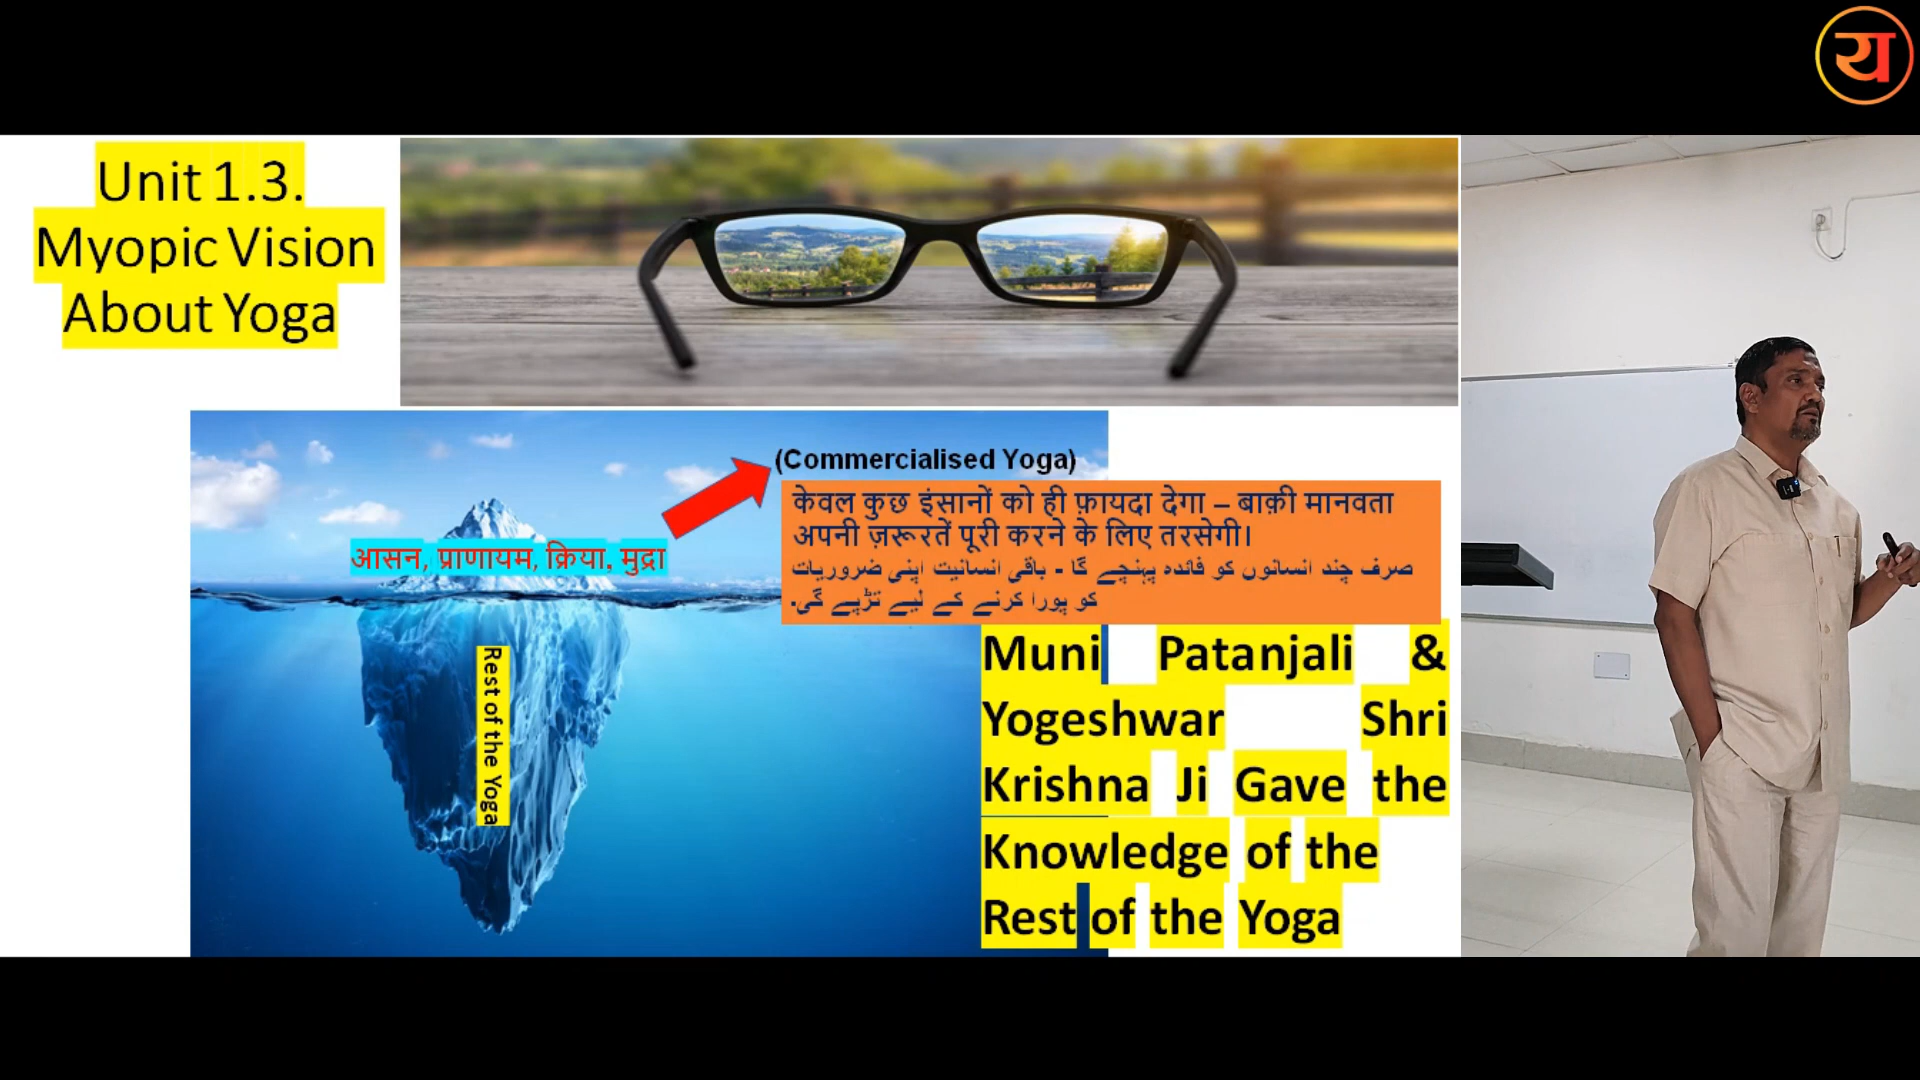 य
Unit 1.3.
Myopic Vision
About Yoga
(Commercialised Yoga)
केवल कुछ इंसानों को ही फ़ायदा देगा – बाक़ी मानवता
अपनी ज़रूरतें पूरी करने के लिए तरसेगी।
صرف چند انسانوں کو فائدہ پہنچے گا - باقی انسانیت اپنی ضروریات
کو پورا کرنے کے لیے تڑپے گی۔
आसन, प्राणायम, क्रिया, मुद्रा
Rest of the Yoga
Muni Patanjali &
Yogeshwar Shri
Krishna Ji Gave the
Knowledge of the
Rest of the Yoga